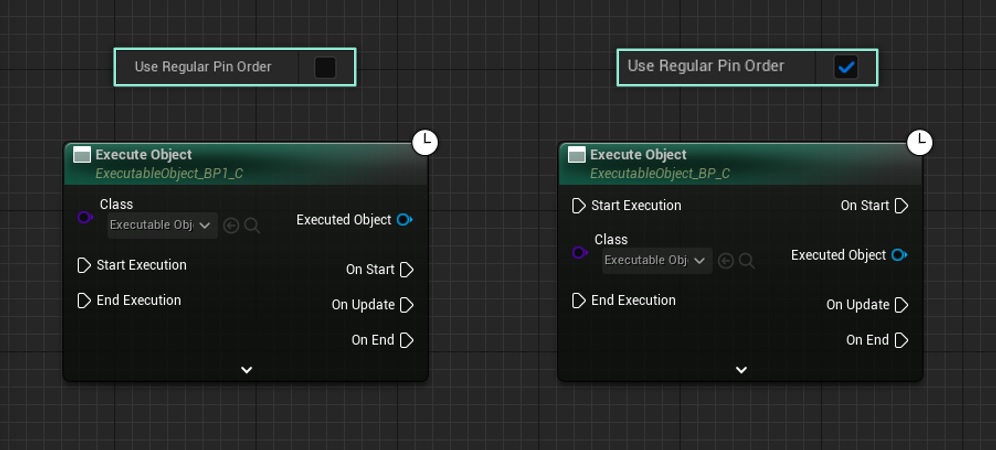 Use Regular Pin Order
Use Regular Pin Order
Execute Object
ExecutableObject_BP1_C
Class
Executable Obj
Executed Object
Start Execution
On Start
End Execution
On Update
On End
Execute Object
ExecutableObject_BP_C
Start Execution
On Start
Class
Executable Obj
Executed Object
End Execution
On Update
On End